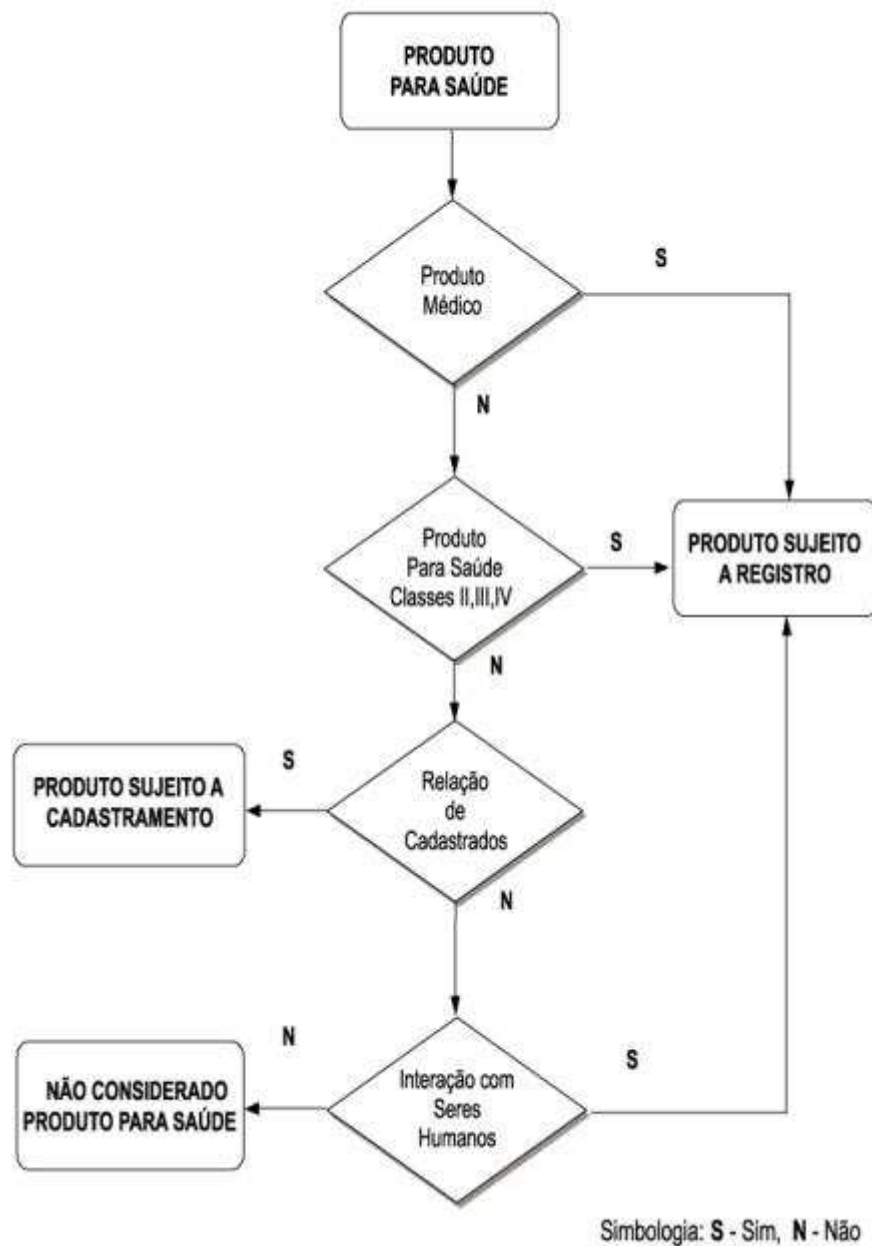 PRODUTO
PARA SAÚDE
Produto
Médico
S
N
Produto
Para Saúde
Classes II,III,IV
S
PRODUTO SUJEITO
A REGISTRO
N
Relação
de
Cadastrados
S
PRODUTO SUJEITO A
CADASTRAMENTO
N
Interação com
Seres
Humanos
N
NÃO CONSIDERADO
PRODUTO PARA SAÚDE
S
Simbologia: S - Sim, N - Não